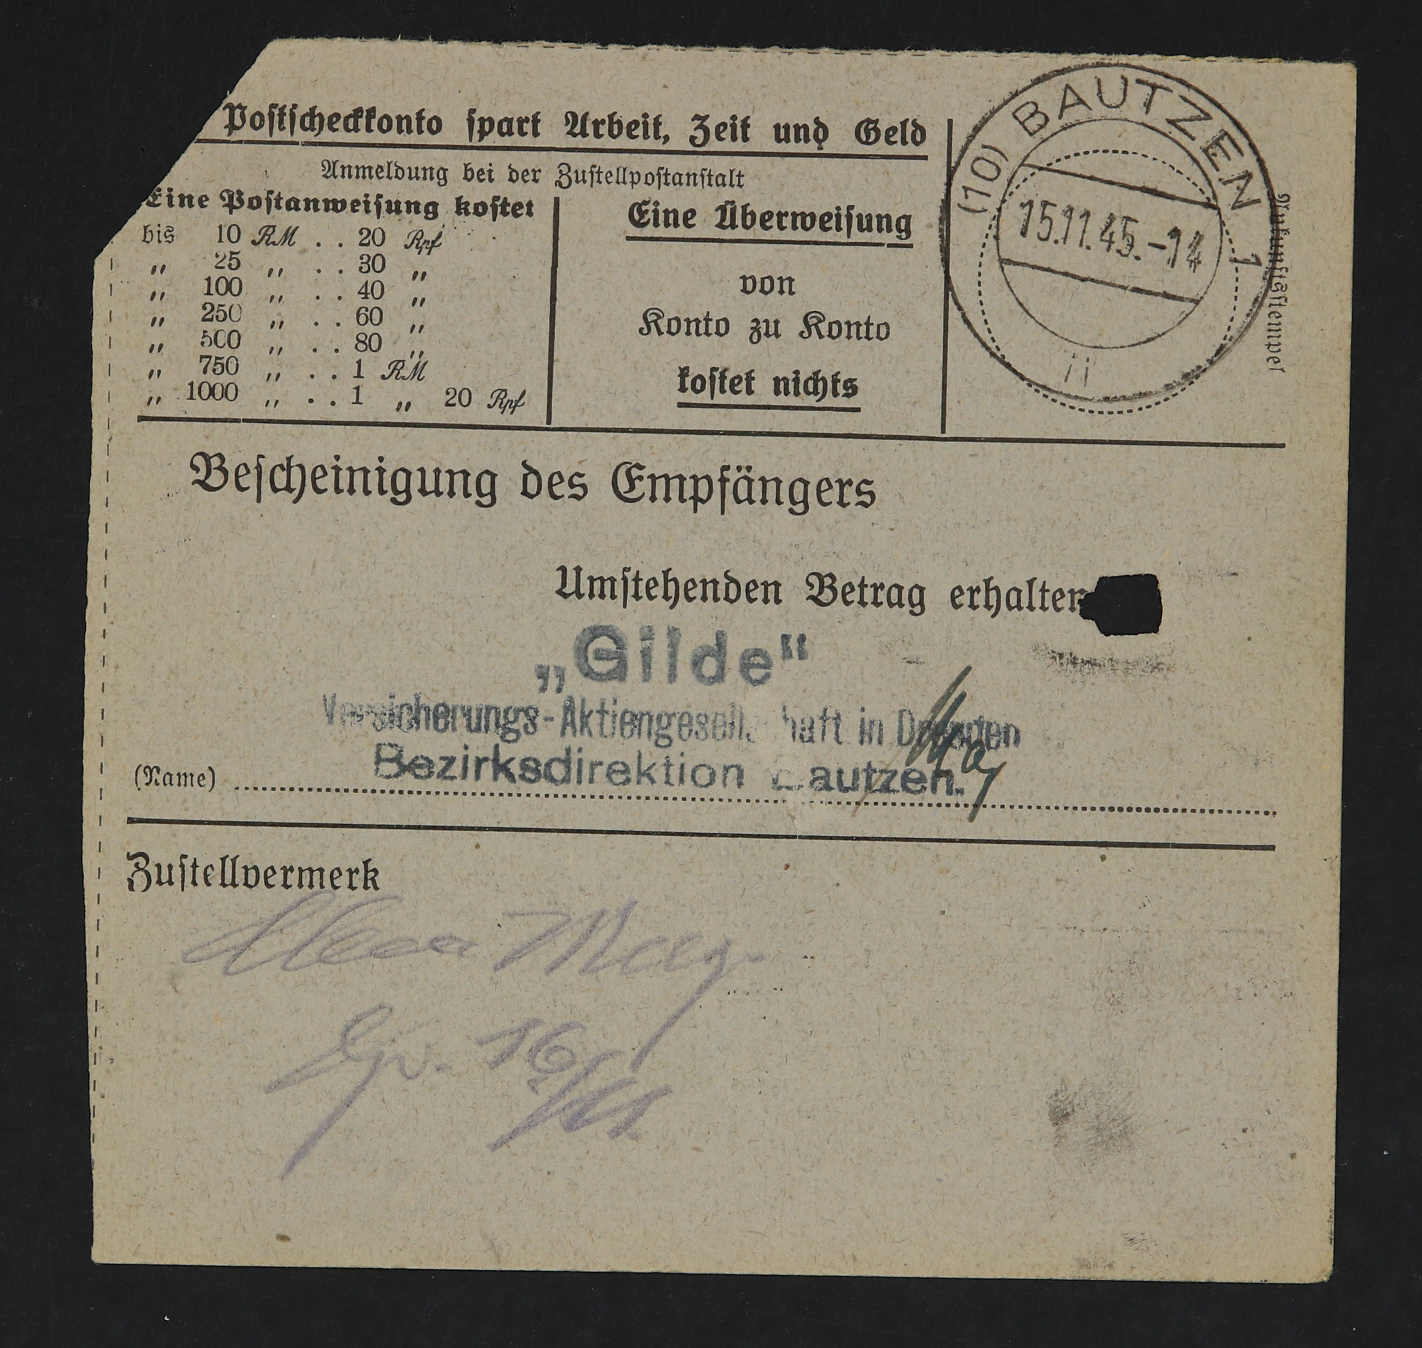 Postscheckkonto spart Arbeit, Zeit und Geld
Anmeldung bei der Zustellpostanstalt
Eine Postanweisung kostet
bis 10 RM . . 20 Rpf
„ 25 „ . . 30 „
„ 100 „ . . 40 „
„ 250 „ . . 60 „
„ 500 „ . . 80 „
„ 750 „ . . 1 RM
„ 1000 „ . . 1 „ 20 Rpf
Eine Überweisung
von
Konto zu Konto
kostet nichts
(10) BAUTZEN 1
15.11.45.-14
Ankunftsstempel
Bescheinigung des Empfängers
Umstehenden Betrag erhalten
„Gilde“
Versicherungs-Aktiengesellschaft in Dresden
Bezirksdirektion Bautzen.
(Name)
Zustellvermerk
16/11.